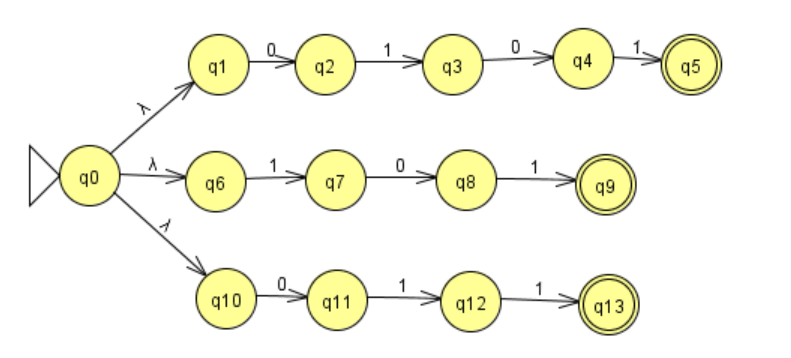 q1 0 q2 1 q3 0 q4 1 q5
λ
q0 λ q6 1 q7 0 q8 1 q9
λ
q10 0 q11 1 q12 1 q13